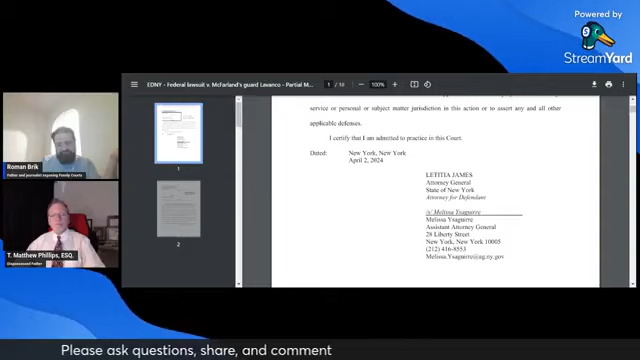 Powered by
StreamYard
EDNY - Federal lawsuit v. McFarland's guard Lavanco - Partial M...
1 / 18
100%
service or personal or subject matter jurisdiction in this action or to assert any and all other
applicable defenses.
I certify that I am admitted to practice in this Court.
Dated: New York, New York
April 2, 2024
LETITIA JAMES
Attorney General
State of New York
Attorney for Defendant
/s/ Melissa Ysaguirre
Melissa Ysaguirre
Assistant Attorney General
28 Liberty Street
New York, New York 10005
(212) 416-8553
Melissa.Ysaguirre@ag.ny.gov
1
2
Roman Brik
Father and journalist exposing Family Courts
T. Matthew Phillips, ESQ.
Dispossessed Father
Please ask questions, share, and comment